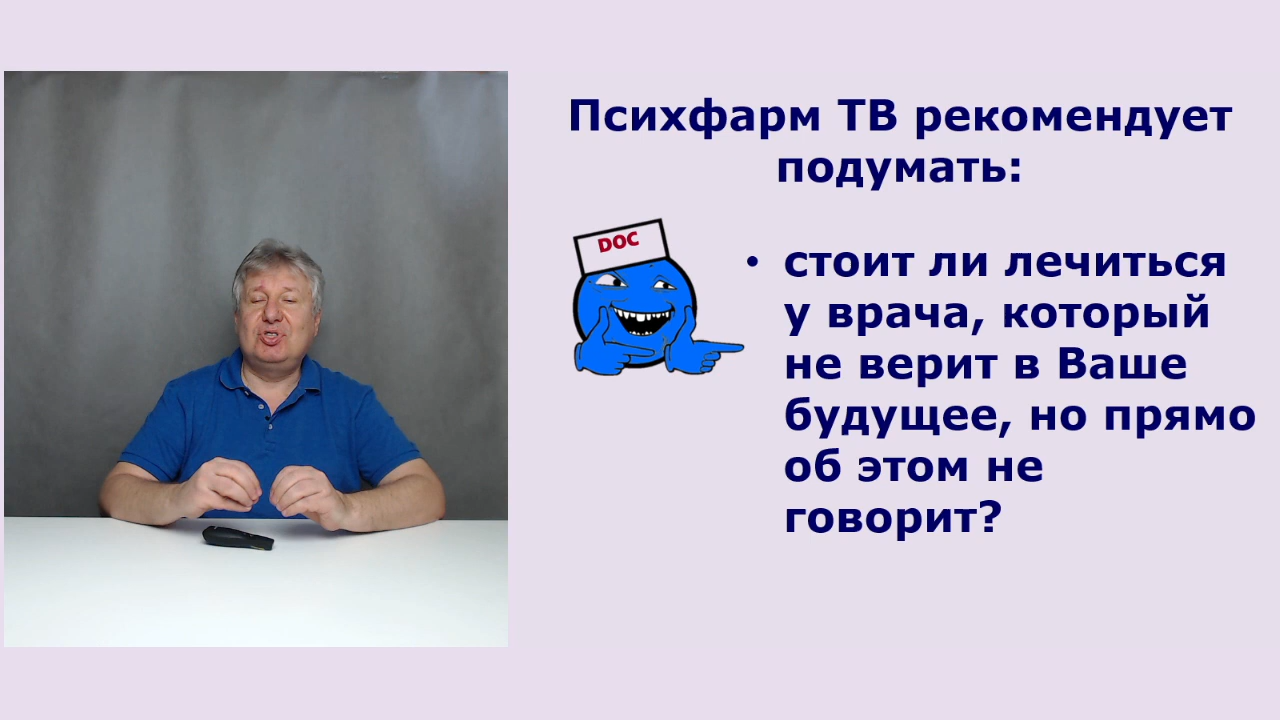 Психфарм ТВ рекомендует
подумать:
DOC
• стоит ли лечиться
у врача, который
не верит в Ваше
будущее, но прямо
об этом не
говорит?